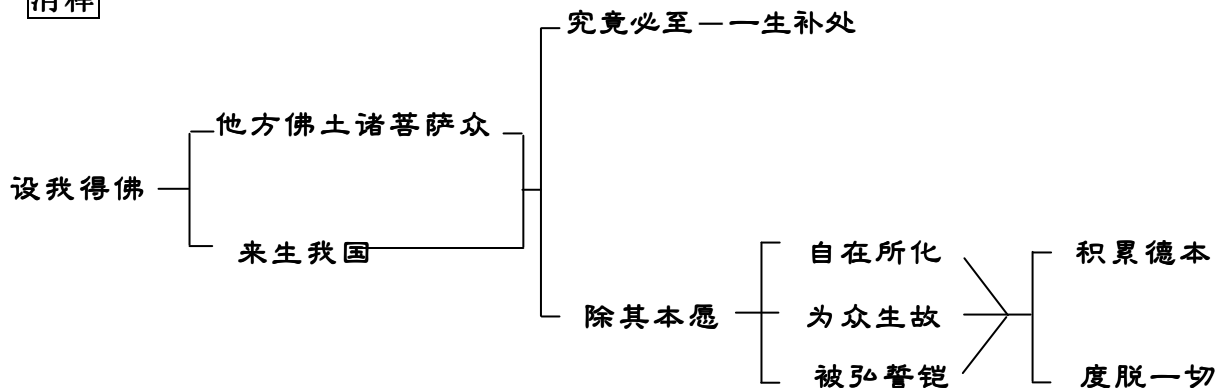 消释
究竟必至－一生补处
他方佛土诸菩萨众
设我得佛
来生我国
自在所化
积累德本
除其本愿
为众生故
被弘誓铠
度脱一切